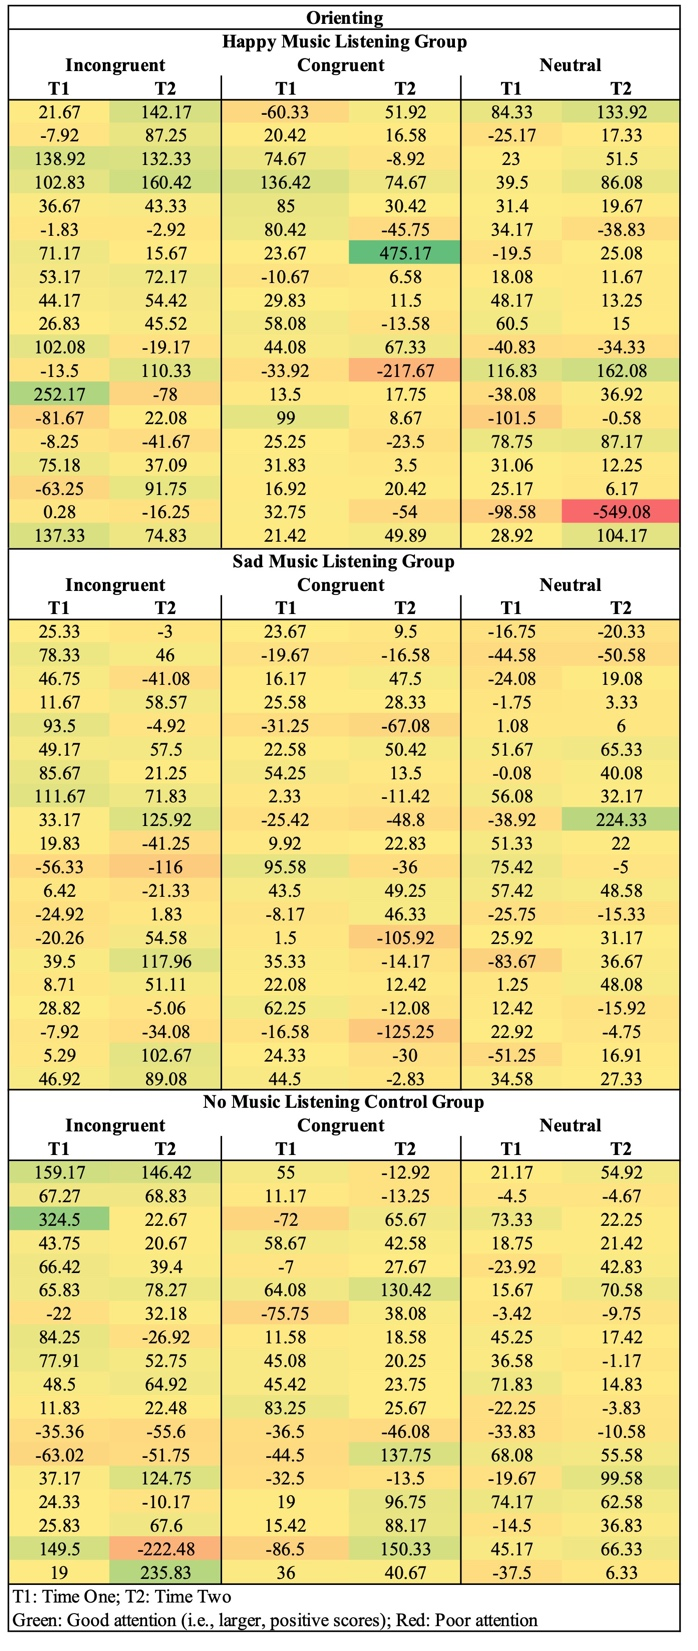 Orienting
Happy Music Listening Group
Incongruent Congruent Neutral
T1 T2 T1 T2 T1 T2
21.67 142.17 -60.33 51.92 84.33 133.92
-7.92 87.25 20.42 16.58 -25.17 17.33
138.92 132.33 74.67 -8.92 23 51.5
102.83 160.42 136.42 74.67 39.5 86.08
36.67 43.33 85 30.42 31.4 19.67
-1.83 -2.92 80.42 -45.75 34.17 -38.83
71.17 15.67 23.67 475.17 -19.5 25.08
53.17 72.17 -10.67 6.58 18.08 11.67
44.17 54.42 29.83 11.5 48.17 13.25
26.83 45.52 58.08 -13.58 60.5 15
102.08 -19.17 44.08 67.33 -40.83 -34.33
-13.5 110.33 -33.92 -217.67 116.83 162.08
252.17 -78 13.5 17.75 -38.08 36.92
-81.67 22.08 99 8.67 -101.5 -0.58
-8.25 -41.67 25.25 -23.5 78.75 87.17
75.18 37.09 31.83 3.5 31.06 12.25
-63.25 91.75 16.92 20.42 25.17 6.17
0.28 -16.25 32.75 -54 -98.58 -549.08
137.33 74.83 21.42 49.89 28.92 104.17
Sad Music Listening Group
Incongruent Congruent Neutral
T1 T2 T1 T2 T1 T2
25.33 -3 23.67 9.5 -16.75 -20.33
78.33 46 -19.67 -16.58 -44.58 -50.58
46.75 -41.08 16.17 47.5 -24.08 19.08
11.67 58.57 25.58 28.33 -1.75 3.33
93.5 -4.92 -31.25 -67.08 1.08 6
49.17 57.5 22.58 50.42 51.67 65.33
85.67 21.25 54.25 13.5 -0.08 40.08
111.67 71.83 2.33 -11.42 56.08 32.17
33.17 125.92 -25.42 -48.8 -38.92 224.33
19.83 -41.25 9.92 22.83 51.33 22
-56.33 -116 95.58 -36 75.42 -5
6.42 -21.33 43.5 49.25 57.42 48.58
-24.92 1.83 -8.17 46.33 -25.75 -15.33
-20.26 54.58 1.5 -105.92 25.92 31.17
39.5 117.96 35.33 -14.17 -83.67 36.67
8.71 51.11 22.08 12.42 1.25 48.08
28.82 -5.06 62.25 -12.08 12.42 -15.92
-7.92 -34.08 -16.58 -125.25 22.92 -4.75
5.29 102.67 24.33 -30 -51.25 16.91
46.92 89.08 44.5 -2.83 34.58 27.33
No Music Listening Control Group
Incongruent Congruent Neutral
T1 T2 T1 T2 T1 T2
159.17 146.42 55 -12.92 21.17 54.92
67.27 68.83 11.17 -13.25 -4.5 -4.67
324.5 22.67 -72 65.67 73.33 22.25
43.75 20.67 58.67 42.58 18.75 21.42
66.42 39.4 -7 27.67 -23.92 42.83
65.83 78.27 64.08 130.42 15.67 70.58
-22 32.18 -75.75 38.08 -3.42 -9.75
84.25 -26.92 11.58 18.58 45.25 17.42
77.91 52.75 45.08 20.25 36.58 -1.17
48.5 64.92 45.42 23.75 71.83 14.83
11.83 22.48 83.25 25.67 -22.25 -3.83
-35.36 -55.6 -36.5 -46.08 -33.83 -10.58
-63.02 -51.75 -44.5 137.75 68.08 55.58
37.17 124.75 -32.5 -13.5 -19.67 99.58
24.33 -10.17 19 96.75 74.17 62.58
25.83 67.6 15.42 88.17 -14.5 36.83
149.5 -222.48 -86.5 150.33 45.17 66.33
19 235.83 36 40.67 -37.5 6.33
T1: Time One; T2: Time Two
Green: Good attention (i.e., larger, positive scores); Red: Poor attention